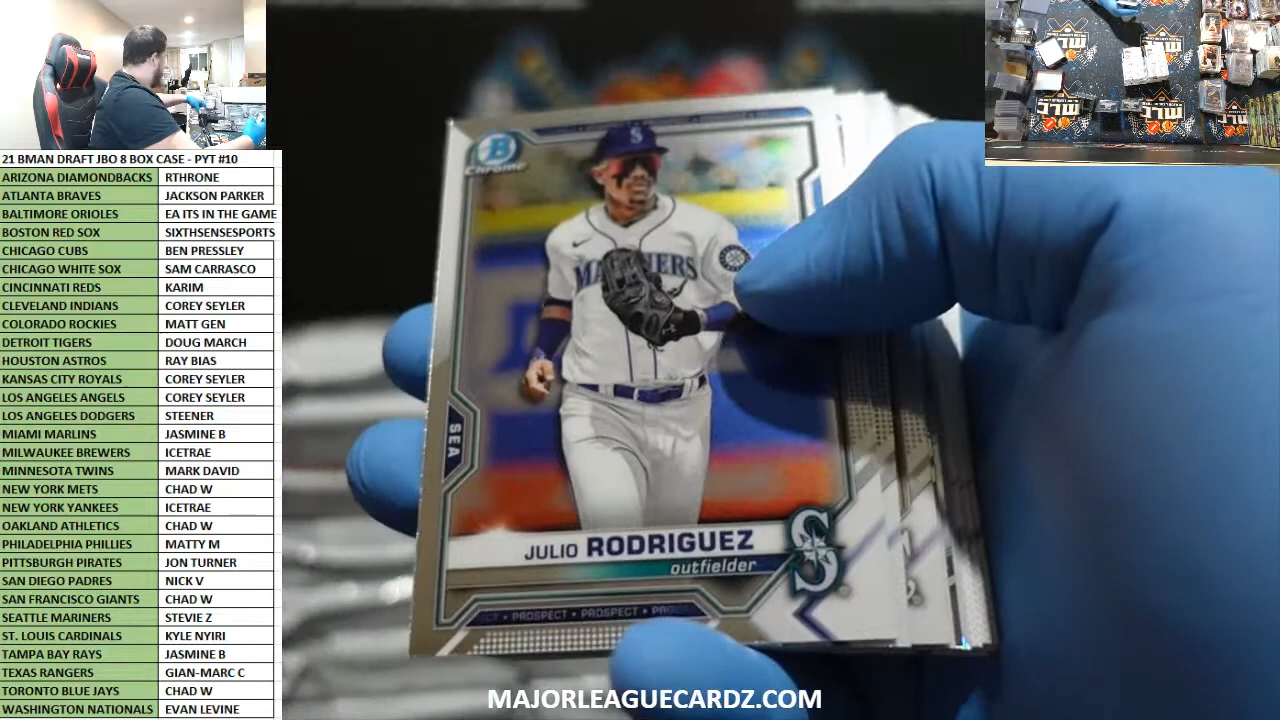 21 BMAN DRAFT JBO 8 BOX CASE - PYT #10
ARIZONA DIAMONDBACKS RTHRONE
ATLANTA BRAVES JACKSON PARKER
BALTIMORE ORIOLES EA ITS IN THE GAME
BOSTON RED SOX SIXTHSENSESPORTS
CHICAGO CUBS BEN PRESSLEY
CHICAGO WHITE SOX SAM CARRASCO
CINCINNATI REDS KARIM
CLEVELAND INDIANS COREY SEYLER
COLORADO ROCKIES MATT GEN
DETROIT TIGERS DOUG MARCH
HOUSTON ASTROS RAY BIAS
KANSAS CITY ROYALS COREY SEYLER
LOS ANGELES ANGELS COREY SEYLER
LOS ANGELES DODGERS STEENER
MIAMI MARLINS JASMINE B
MILWAUKEE BREWERS ICETRAE
MINNESOTA TWINS MARK DAVID
NEW YORK METS CHAD W
NEW YORK YANKEES ICETRAE
OAKLAND ATHLETICS CHAD W
PHILADELPHIA PHILLIES MATTY M
PITTSBURGH PIRATES JON TURNER
SAN DIEGO PADRES NICK V
SAN FRANCISCO GIANTS CHAD W
SEATTLE MARINERS STEVIE Z
ST. LOUIS CARDINALS KYLE NYIRI
TAMPA BAY RAYS JASMINE B
TEXAS RANGERS GIAN-MARC C
TORONTO BLUE JAYS CHAD W
WASHINGTON NATIONALS EVAN LEVINE
B
Chrome
S
MARINERS
SEA
JULIO RODRIGUEZ
outfielder
S
PROSPECT • PROSPECT
MLC
MLC
MLC
MLC
MAJORLEAGUECARDZ.COM